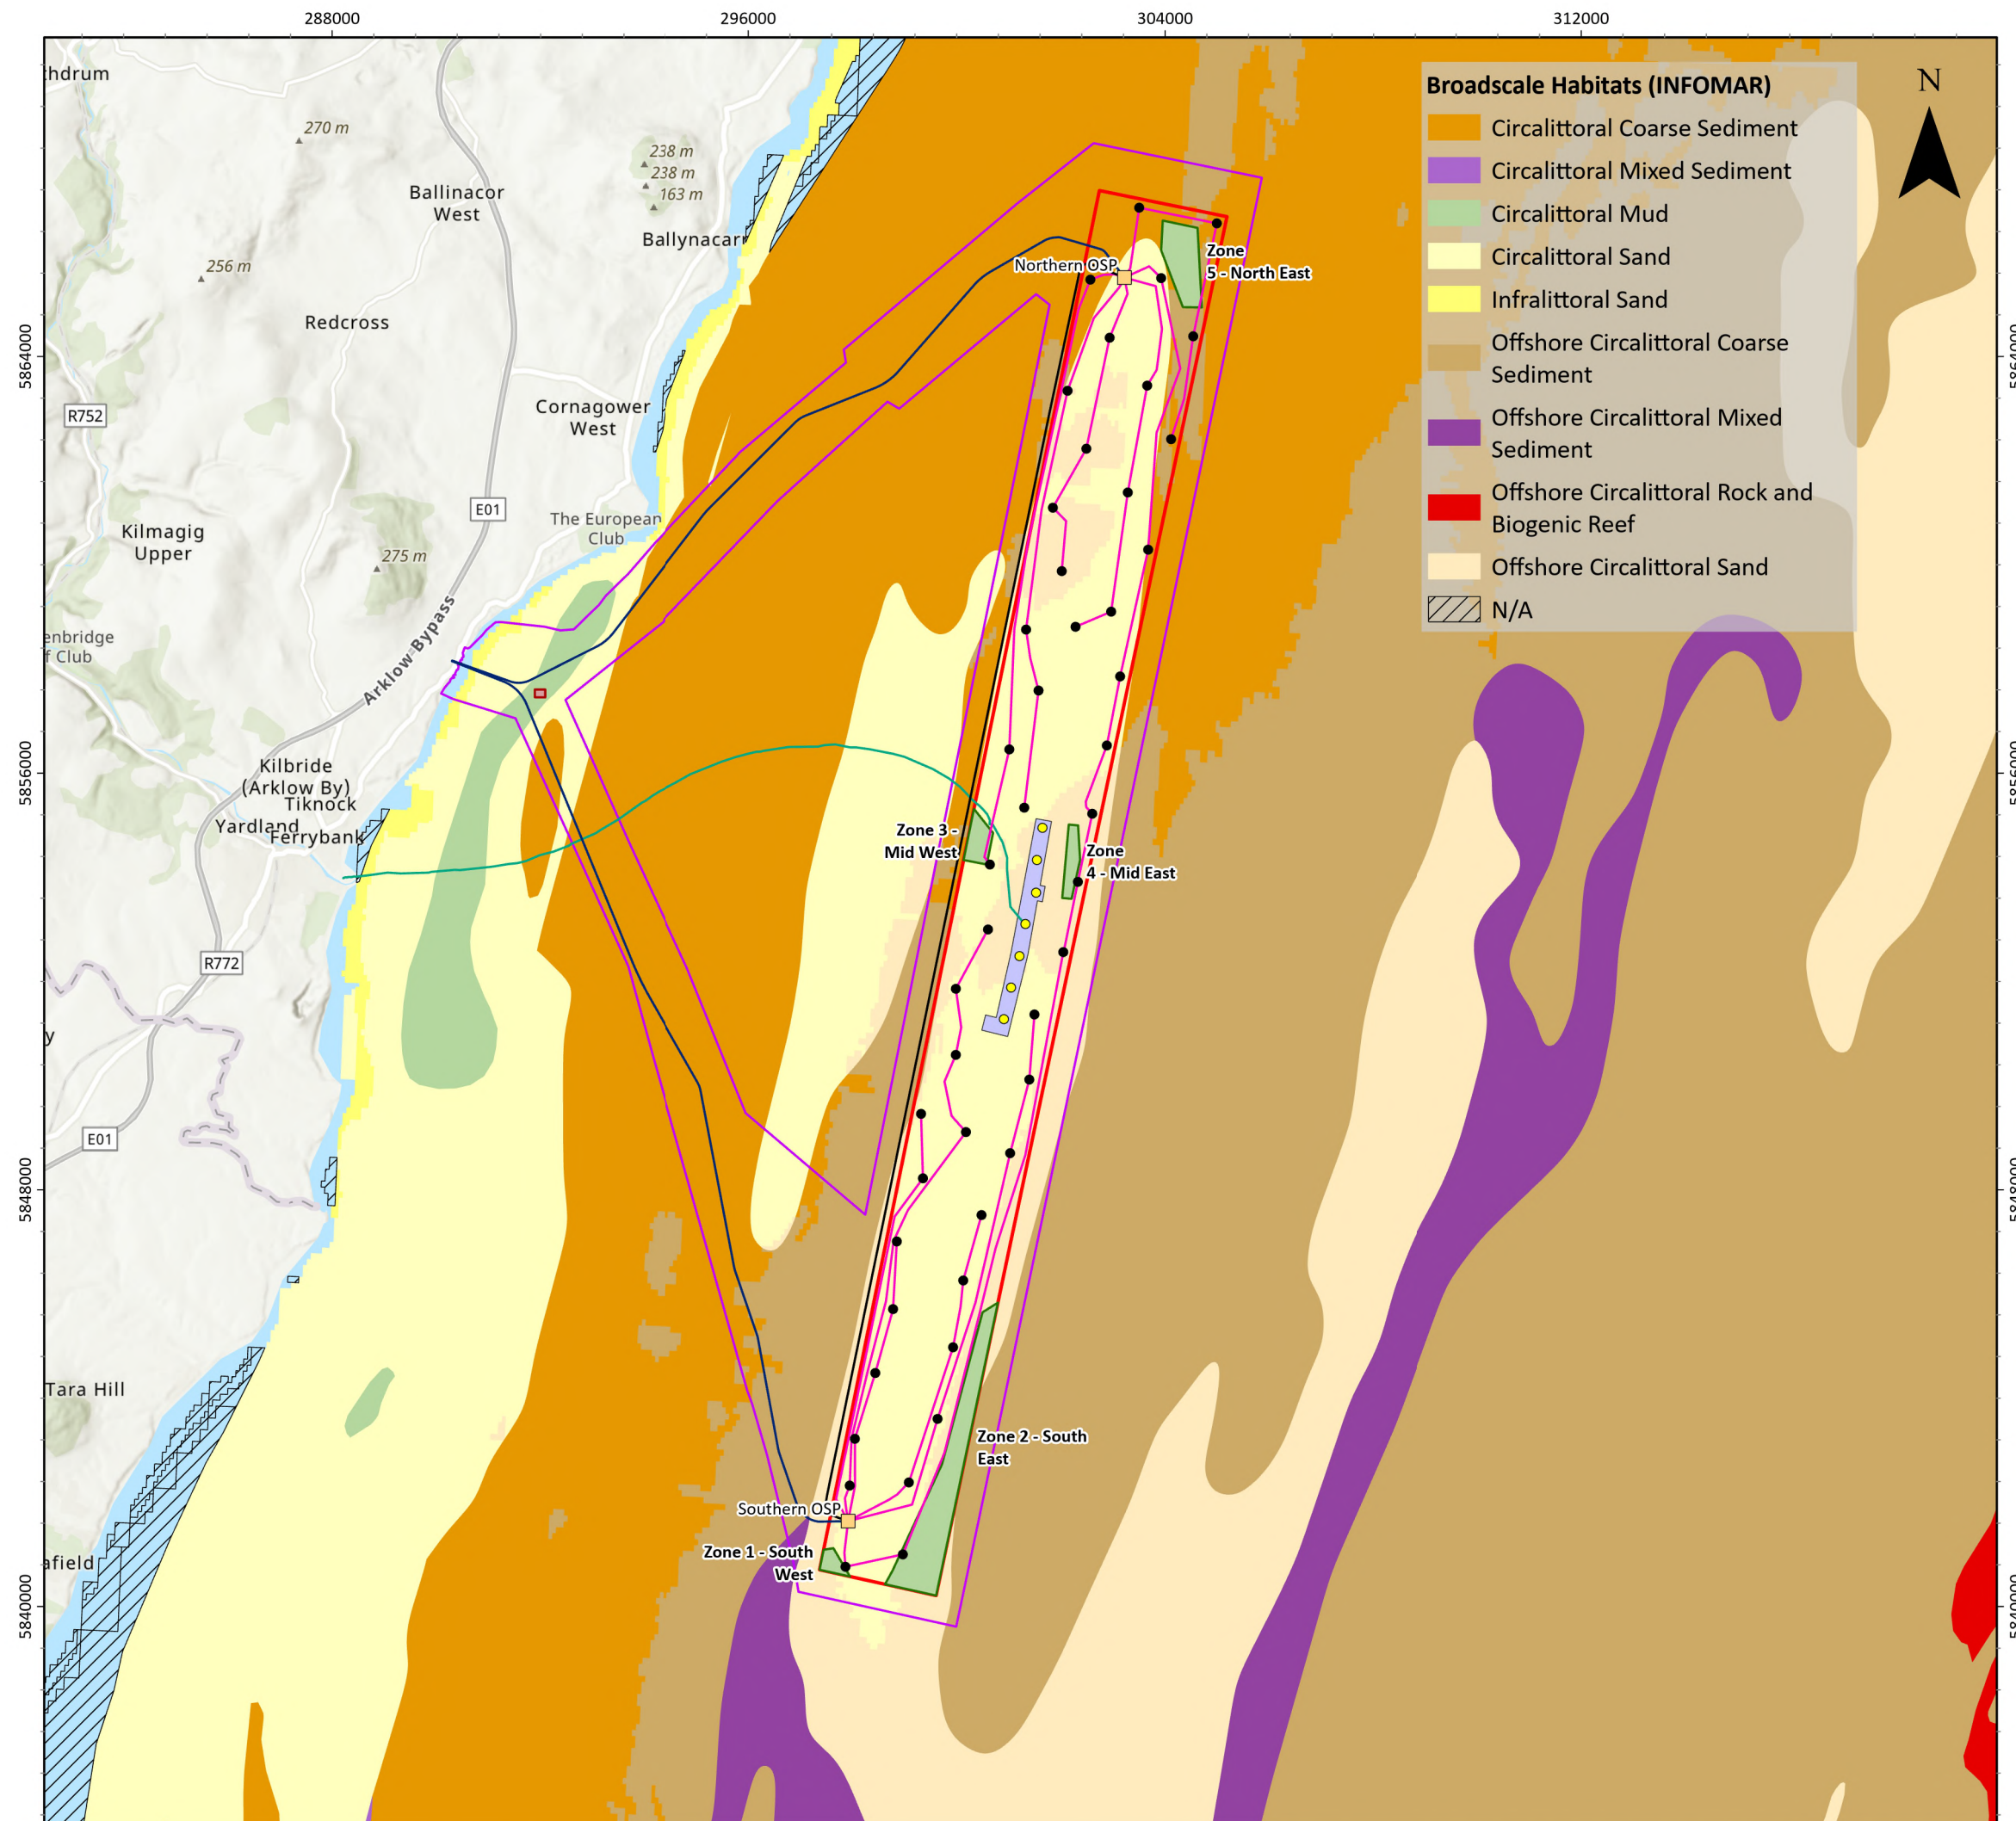 288000
296000
304000
312000
Broadscale Habitats (INFOMAR)
Circalittoral Coarse Sediment
Circalittoral Mixed Sediment
Circalittoral Mud
Circalittoral Sand
Infralittoral Sand
Offshore Circalittoral Coarse
Sediment
Offshore Circalittoral Mixed
Sediment
Offshore Circalittoral Rock and
Biogenic Reef
Offshore Circalittoral Sand
N/A
N
hdrum
270 m
238 m
238 m
163 m
Ballinacor
West
Ballynacarr
256 m
Redcross
Northern OSP
Zone
5 - North East
5864000
5864000
R752
Cornagower
West
E01
Kilmagig
Upper
The European
Club
275 m
enbridge
f Club
Arklow Bypass
5856000
5856000
Kilbride
(Arklow By)
Tiknock
Yardland
Ferrybank
Zone 3 -
Mid West
Zone
4 - Mid East
R772
y
E01
5848000
5848000
Tara Hill
Zone 2 - South
East
Southern OSP
Zone 1 - South
West
afield
5840000
5840000